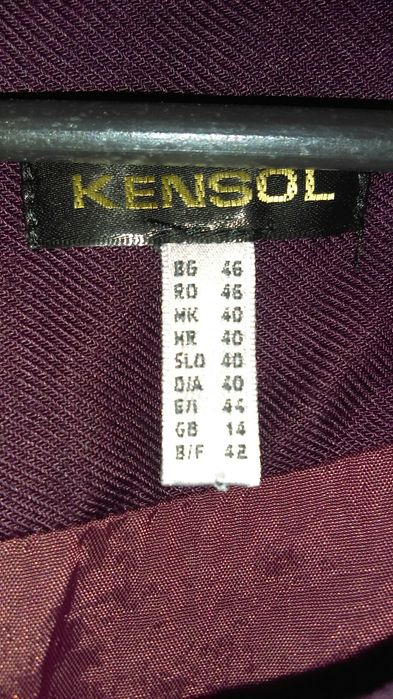 KENSOL
BG 46
RO 46
MK 40
HR 40
SLO 40
D/A 40
E/I 44
GB 14
B/F 42